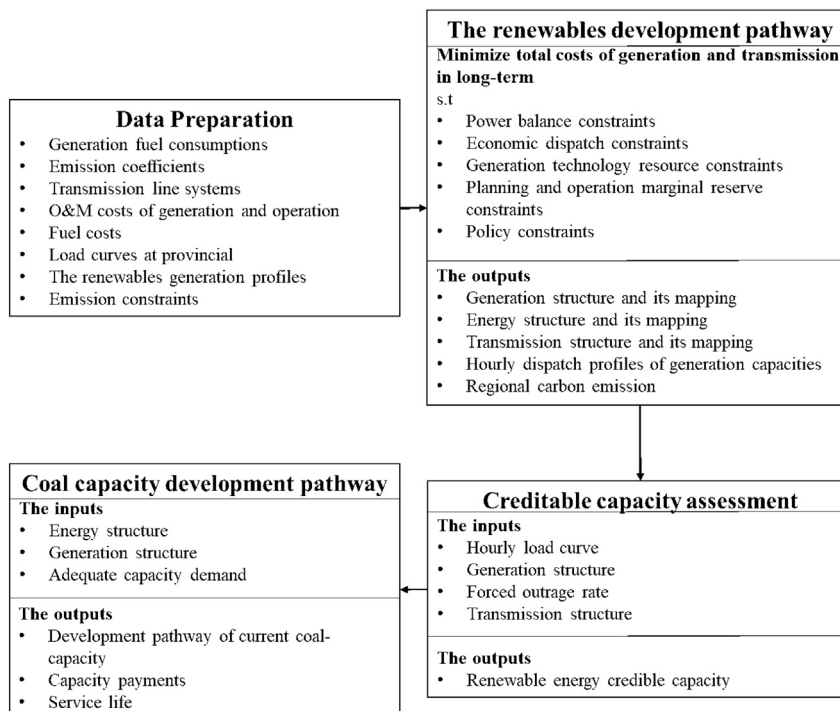 Data Preparation
• Generation fuel consumptions
• Emission coefficients
• Transmission line systems
• O&M costs of generation and operation
• Fuel costs
• Load curves at provincial
• The renewables generation profiles
• Emission constraints
The renewables development pathway
Minimize total costs of generation and transmission
in long-term
s.t
• Power balance constraints
• Economic dispatch constraints
• Generation technology resource constraints
• Planning and operation marginal reserve
constraints
• Policy constraints
The outputs
• Generation structure and its mapping
• Energy structure and its mapping
• Transmission structure and its mapping
• Hourly dispatch profiles of generation capacities
• Regional carbon emission
Creditable capacity assessment
The inputs
• Hourly load curve
• Generation structure
• Forced outrage rate
• Transmission structure
The outputs
• Renewable energy credible capacity
Coal capacity development pathway
The inputs
• Energy structure
• Generation structure
• Adequate capacity demand
The outputs
• Development pathway of current coal-
capacity
• Capacity payments
• Service life